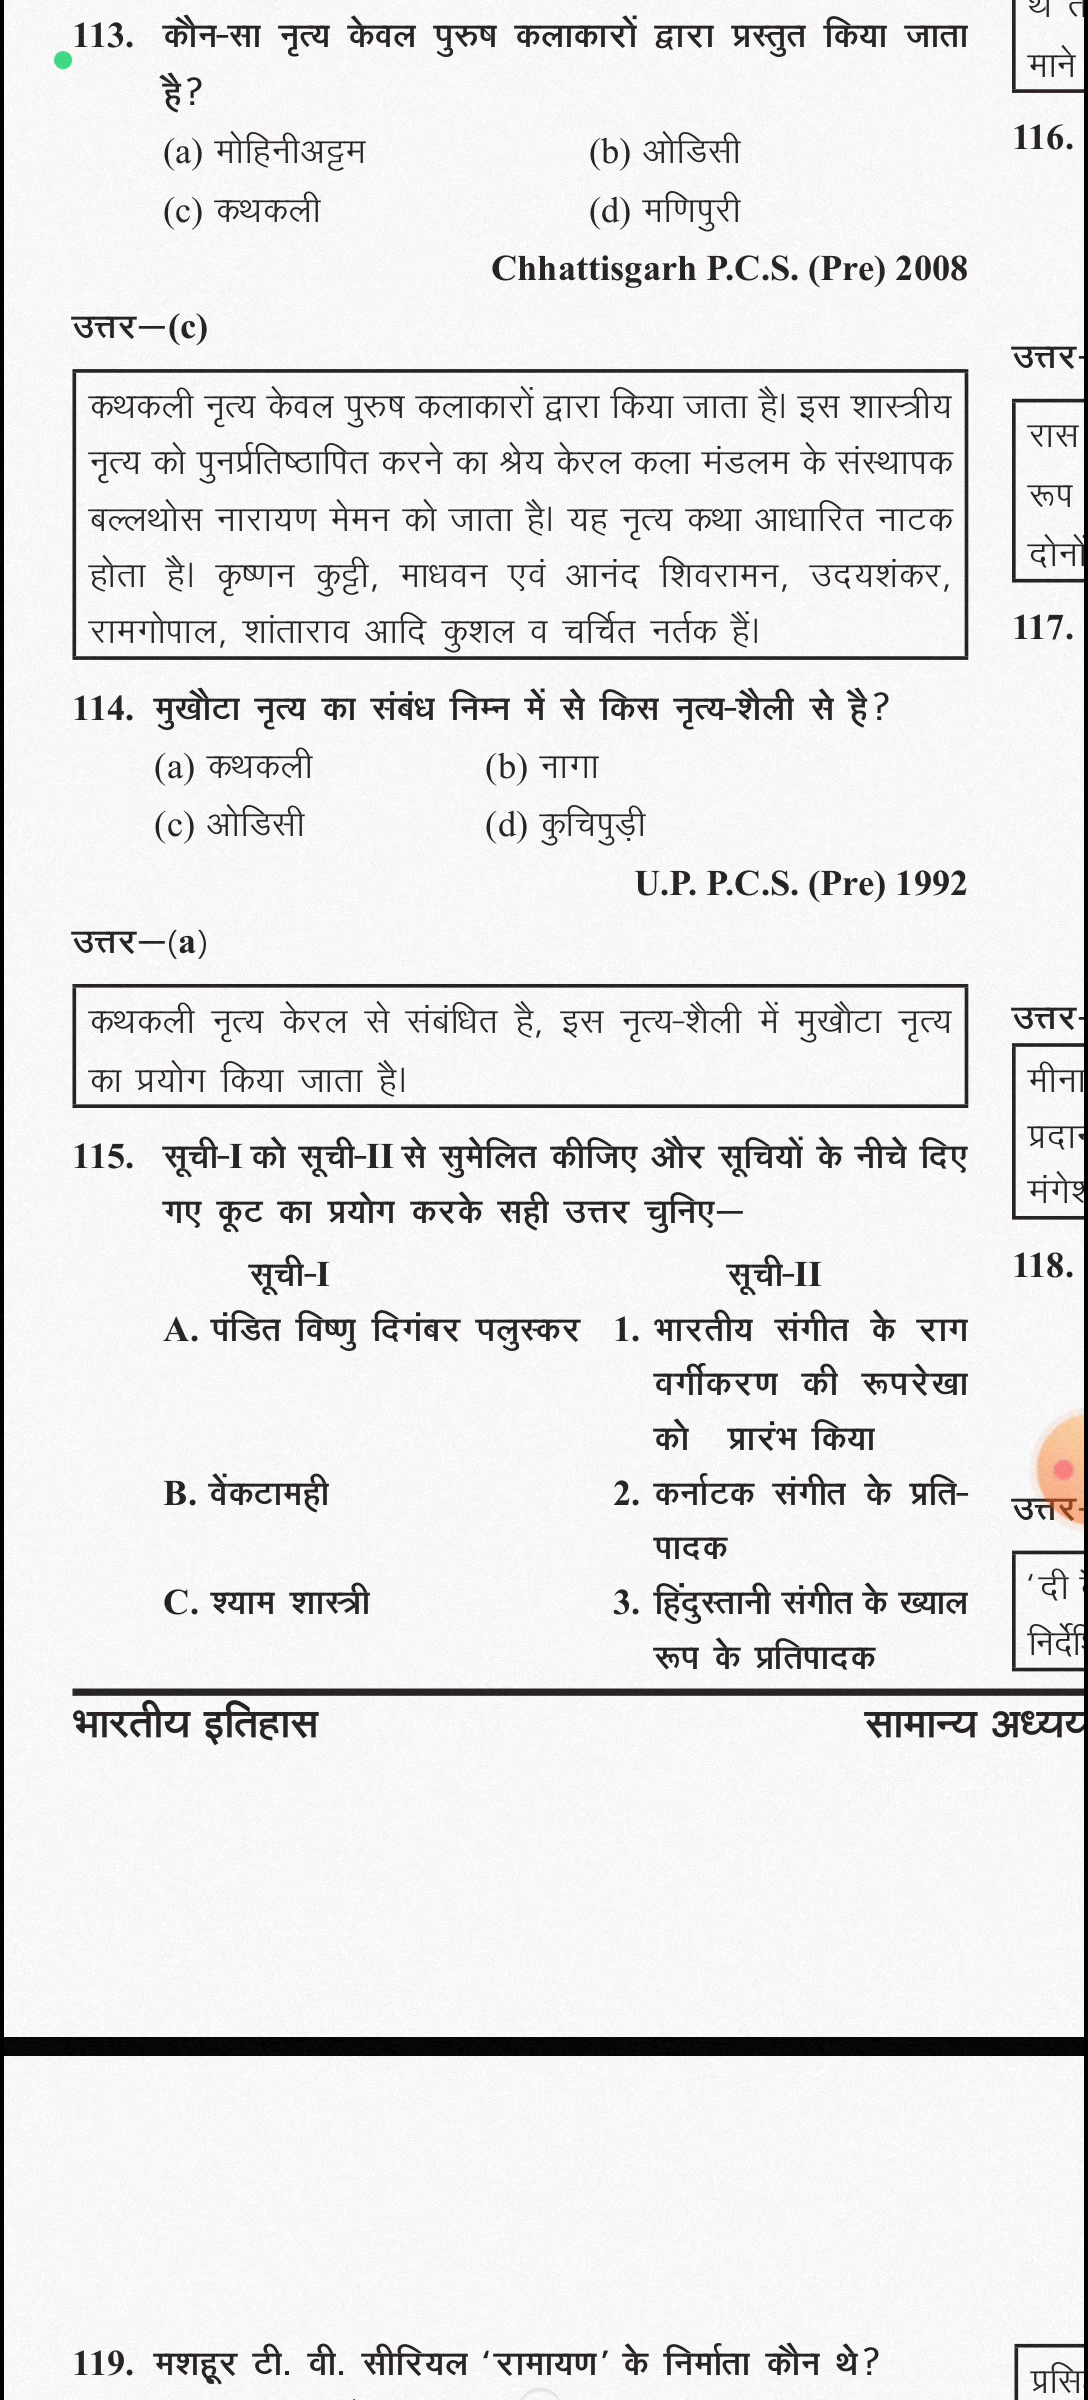 113. कौन-सा नृत्य केवल पुरुष कलाकारों द्वारा प्रस्तुत किया जाता
है?
(a) मोहिनीअट्टम (b) ओडिसी
(c) कथकली (d) मणिपुरी
Chhattisgarh P.C.S. (Pre) 2008
उत्तर—(c)
कथकली नृत्य केवल पुरुष कलाकारों द्वारा किया जाता है। इस शास्त्रीय
नृत्य को पुनर्प्रतिष्ठापित करने का श्रेय केरल कला मंडलम के संस्थापक
बल्लथोस नारायण मेमन को जाता है। यह नृत्य कथा आधारित नाटक
होता है। कृष्णन कुट्टी, माधवन एवं आनंद शिवरामन, उदयशंकर,
रामगोपाल, शांताराव आदि कुशल व चर्चित नर्तक हैं।
114. मुखौटा नृत्य का संबंध निम्न में से किस नृत्य-शैली से है?
(a) कथकली (b) नागा
(c) ओडिसी (d) कुचिपुड़ी
U.P. P.C.S. (Pre) 1992
उत्तर—(a)
कथकली नृत्य केरल से संबंधित है, इस नृत्य-शैली में मुखौटा नृत्य
का प्रयोग किया जाता है।
115. सूची-I को सूची-II से सुमेलित कीजिए और सूचियों के नीचे दिए
गए कूट का प्रयोग करके सही उत्तर चुनिए—
सूची-I सूची-II
A. पंडित विष्णु दिगंबर पलुस्कर 1. भारतीय संगीत के राग
वर्गीकरण की रूपरेखा
को प्रारंभ किया
B. वेंकटामही 2. कर्नाटक संगीत के प्रति-
पादक
C. श्याम शास्त्री 3. हिंदुस्तानी संगीत के ख्याल
रूप के प्रतिपादक
माने
116.
उत्तर-
रास
रूप
दोनों
117.
उत्तर-
मीना
118.
उत्तर-
'दी
भारतीय इतिहास सामान्य
119. मशहूर टी. वी. सीरियल 'रामायण' के निर्माता कौन थे?